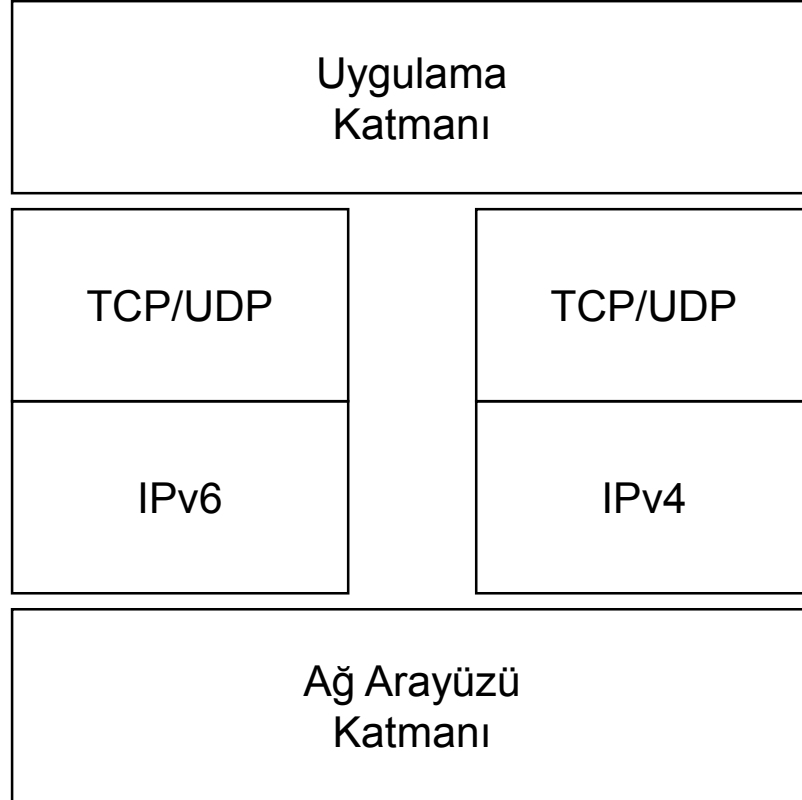 Uygulama
Katmanı
TCP/UDP
TCP/UDP
IPv6
IPv4
Ağ Arayüzü
Katmanı